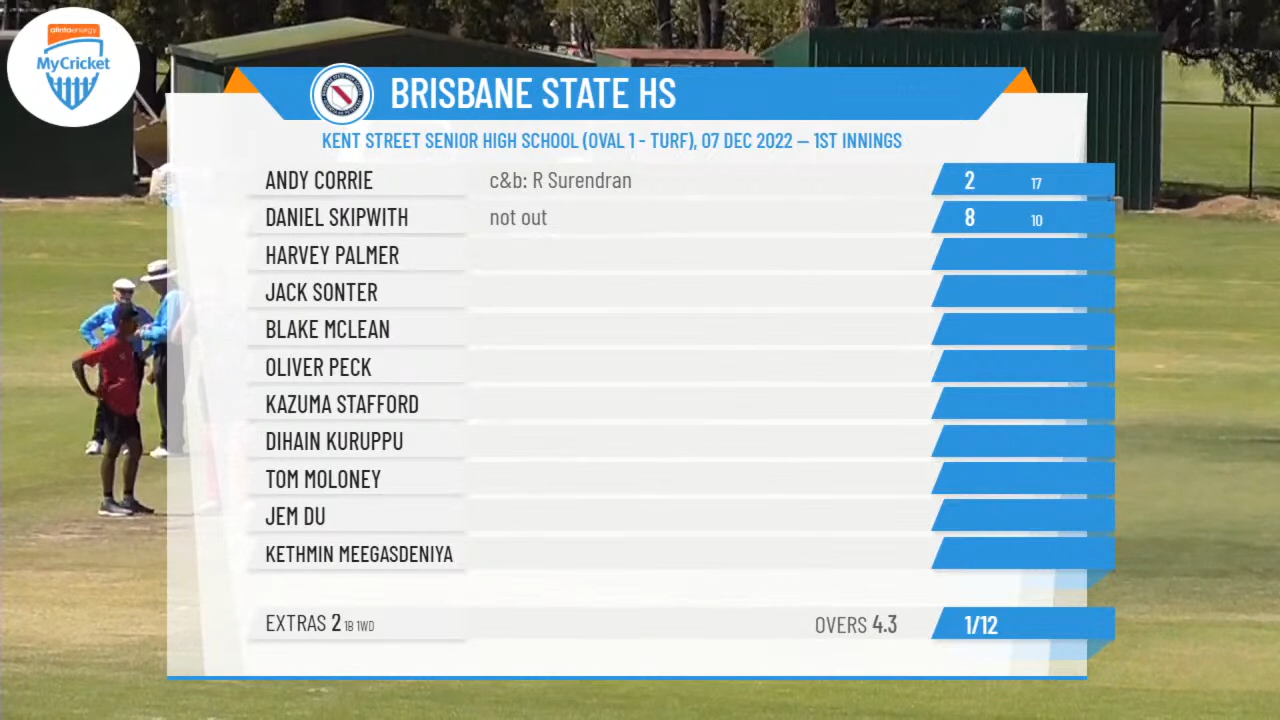 alintaenergy
MyCricket
BRISBANE STATE HS
KENT STREET SENIOR HIGH SCHOOL (OVAL 1 - TURF), 07 DEC 2022 – 1ST INNINGS
ANDY CORRIE c&b: R Surendran 2 17
DANIEL SKIPWITH not out 8 10
HARVEY PALMER
JACK SONTER
BLAKE MCLEAN
OLIVER PECK
KAZUMA STAFFORD
DIHAIN KURUPPU
TOM MOLONEY
JEM DU
KETHMIN MEEGASDENIYA
EXTRAS 2 1B 1WD OVERS 4.3 1/12